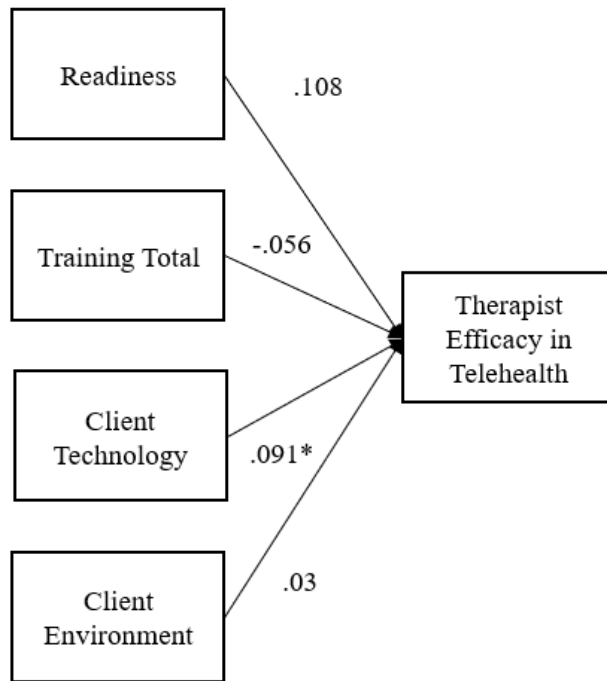 Readiness
.108
Training Total
-.056
Therapist
Efficacy in
Telehealth
Client
Technology
.091*
Client
Environment
.03